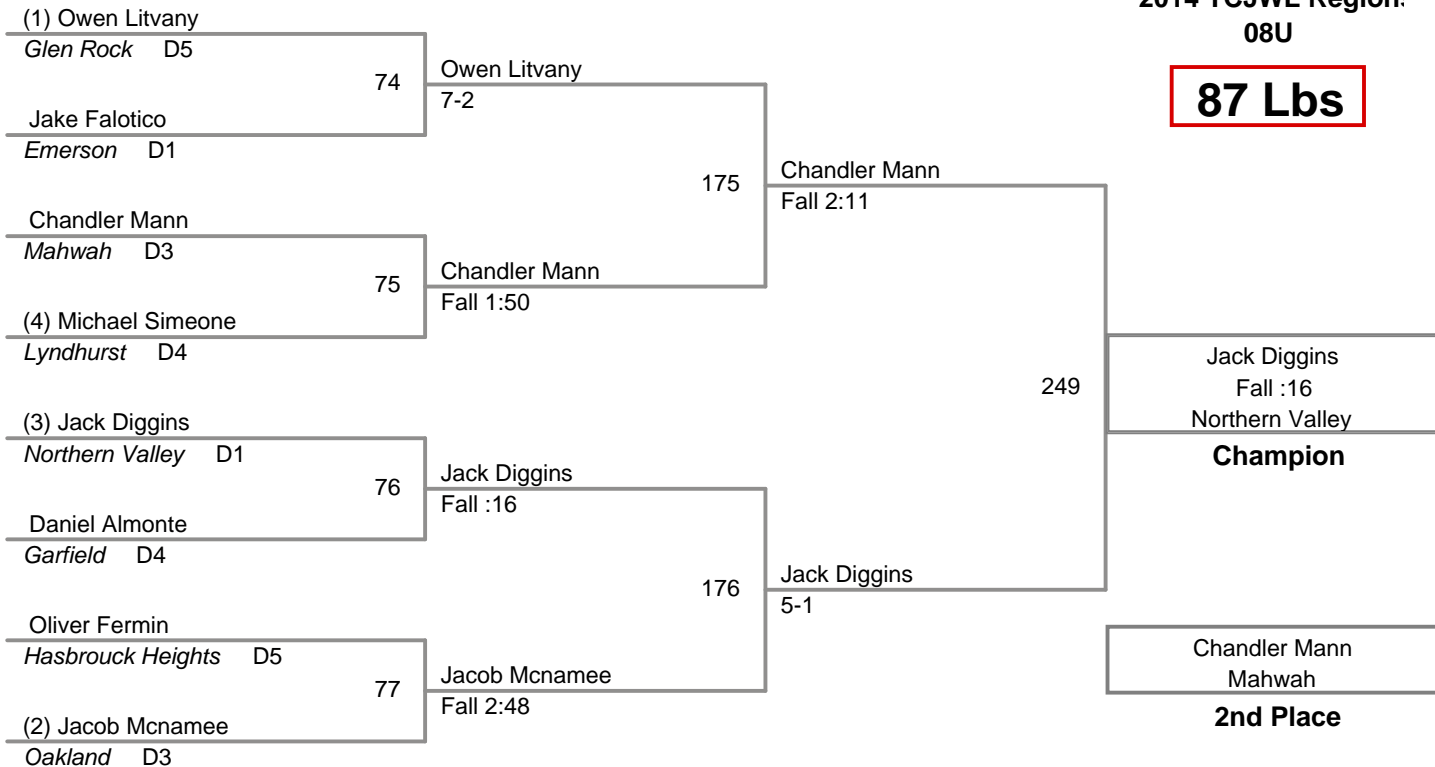 (1) Owen Litvany
Glen Rock D5
74
Jake Falotico
Emerson D1
Owen Litvany
7-2
Chandler Mann
Mahwah D3
75
(4) Michael Simeone
Lyndhurst D4
Chandler Mann
Fall 1:50
175
Chandler Mann
Fall 2:11
(3) Jack Diggins
Northern Valley D1
76
Daniel Almonte
Garfield D4
Jack Diggins
Fall :16
Oliver Fermin
Hasbrouck Heights D5
77
(2) Jacob Mcnamee
Oakland D3
Jacob Mcnamee
Fall 2:48
176
Jack Diggins
5-1
249
08U
87 Lbs
Jack Diggins
Fall :16
Northern Valley
Champion
Chandler Mann
Mahwah
2nd Place